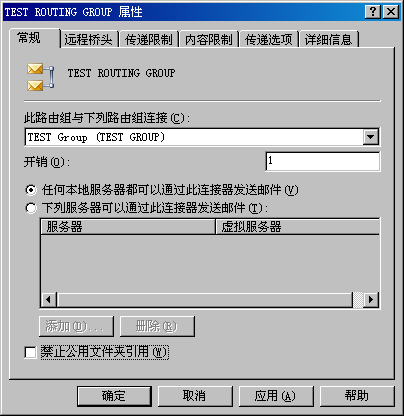 TEST ROUTING GROUP 属性
常规 远程桥头 传递限制 内容限制 传递选项 详细信息
TEST ROUTING GROUP
此路由组与下列路由组连接(C):
TEST Group (TEST GROUP)
开销(O): 1
任何本地服务器都可以通过此连接器发送邮件(V)
下列服务器可以通过此连接器发送邮件(T):
服务器 虚拟服务器
添加(D)... 删除(R)
禁止公用文件夹引用(W)
确定 取消 应用(A) 帮助